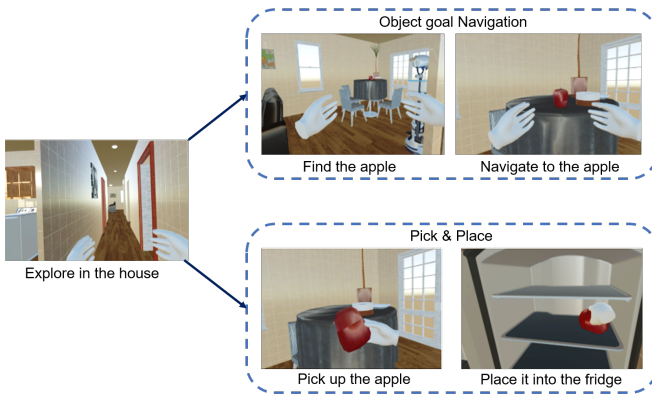 Object goal Navigation
Find the apple
Navigate to the apple
Explore in the house
Pick & Place
Pick up the apple
Place it into the fridge